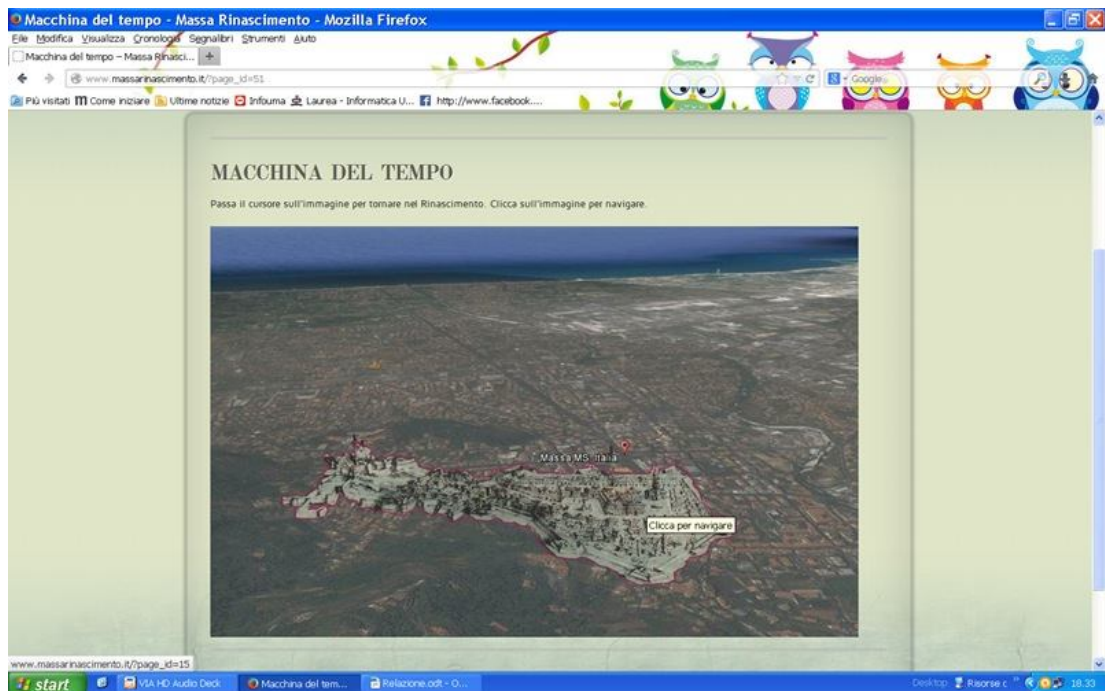 Macchina del tempo - Massa Rinascimento - Mozilla Firefox
File Modifica Visualizza Cronologia Segnalibri Strumenti Aiuto
Macchina del tempo – Massa Rinasci... +
www.massarinascimento.it/?page_id=51
Google
Più visitati Come iniziare Ultime notizie Infouma Laurea - Informatica U... http://www.facebook....
MACCHINA DEL TEMPO
Passa il cursore sull'immagine per tornare nel Rinascimento. Clicca sull'immagine per navigare.
Massa MS, Italia
Clicca per navigare
www.massarinascimento.it/?page_id=15
start VIA HD Audio Deck Macchina del tem... Relazione.odt - O... Desktop Risorse c 18.33